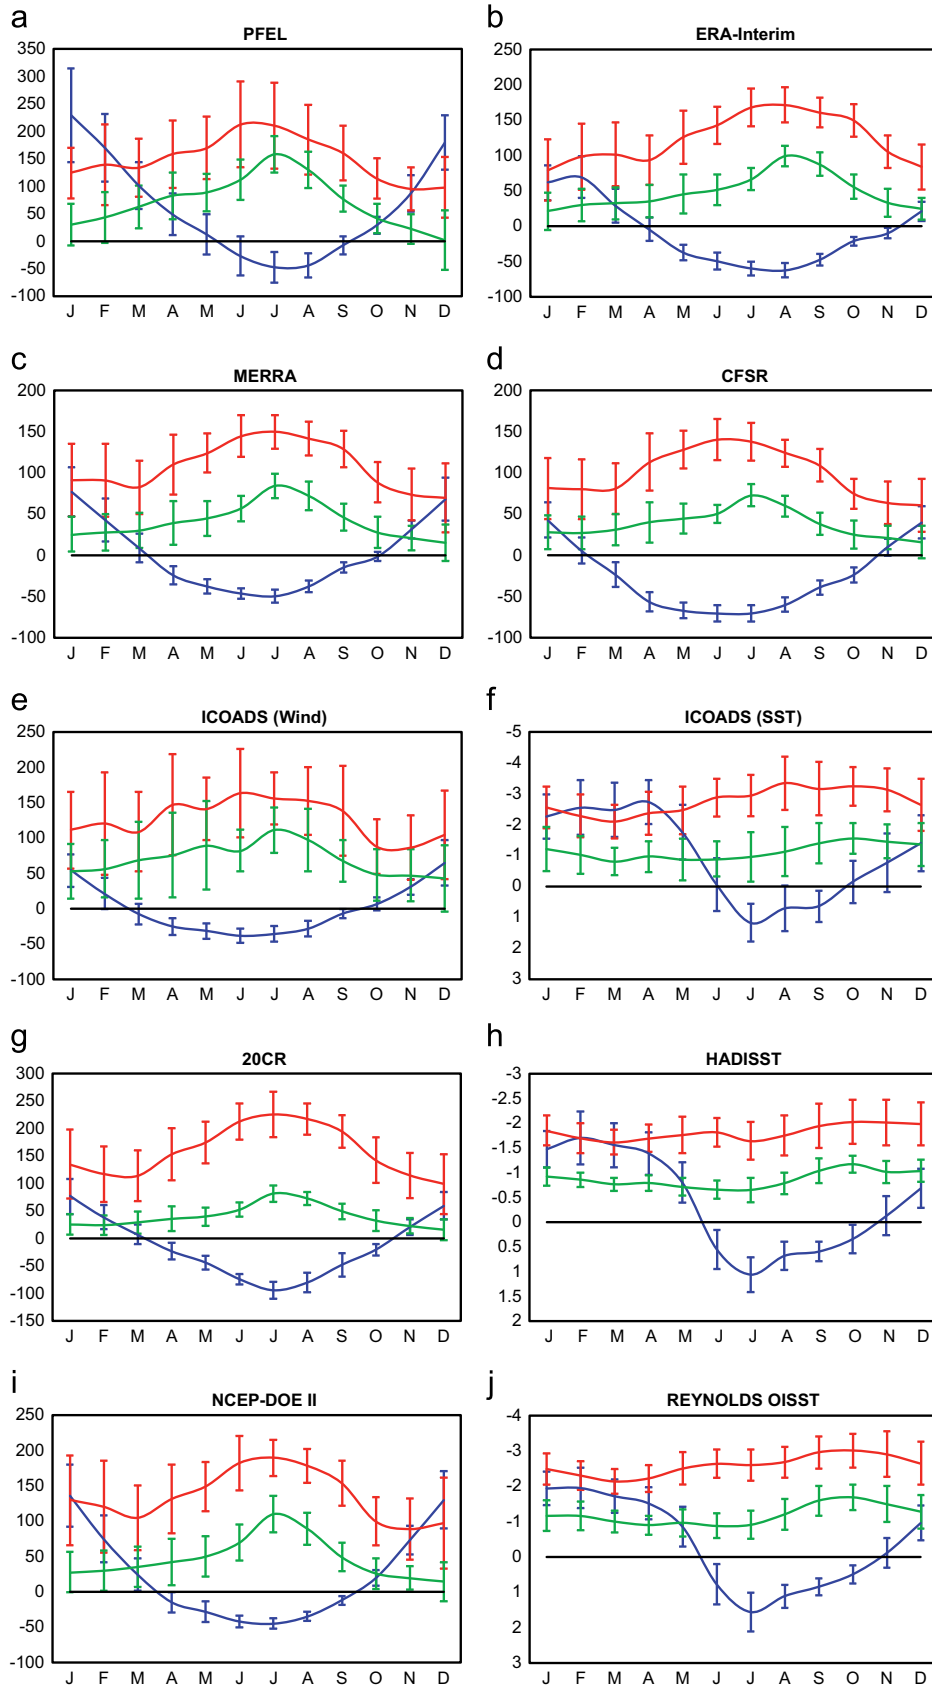 a
PFEL
350
300
250
200
150
100
50
0
-50
-100
J F M A M J J A S O N D
b
ERA-Interim
250
200
150
100
50
0
-50
-100
J F M A M J J A S O N D
c
MERRA
200
150
100
50
0
-50
-100
J F M A M J J A S O N D
d
CFSR
200
150
100
50
0
-50
-100
J F M A M J J A S O N D
e
ICOADS (Wind)
250
200
150
100
50
0
-50
-100
J F M A M J J A S O N D
f
ICOADS (SST)
-5
-4
-3
-2
-1
0
1
2
3
J F M A M J J A S O N D
g
20CR
300
250
200
150
100
50
0
-50
-100
-150
J F M A M J J A S O N D
h
HADISST
-3
-2.5
-2
-1.5
-1
-0.5
0
0.5
1
1.5
2
J F M A M J J A S O N D
i
NCEP-DOE II
250
200
150
100
50
0
-50
-100
J F M A M J J A S O N D
j
REYNOLDS OISST
-4
-3
-2
-1
0
1
2
3
J F M A M J J A S O N D